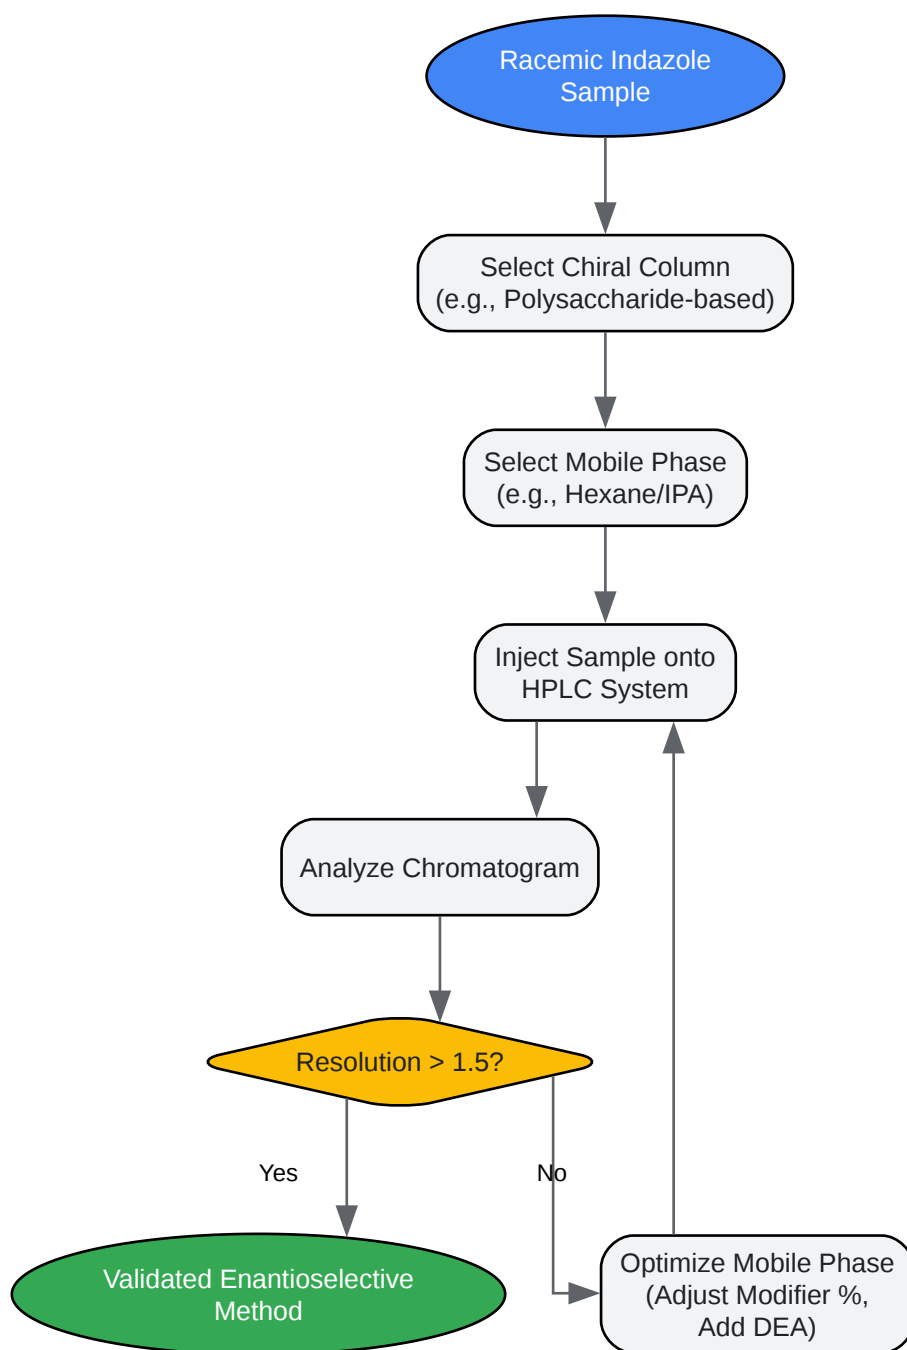 Racemic Indazole
Sample
Select Chiral Column
(e.g., Polysaccharide-based)
Select Mobile Phase
(e.g., Hexane/IPA)
Inject Sample onto
HPLC System
Analyze Chromatogram
Resolution > 1.5?
Yes
No
Validated Enantioselective
Method
Optimize Mobile Phase
(Adjust Modifier %,
Add DEA)